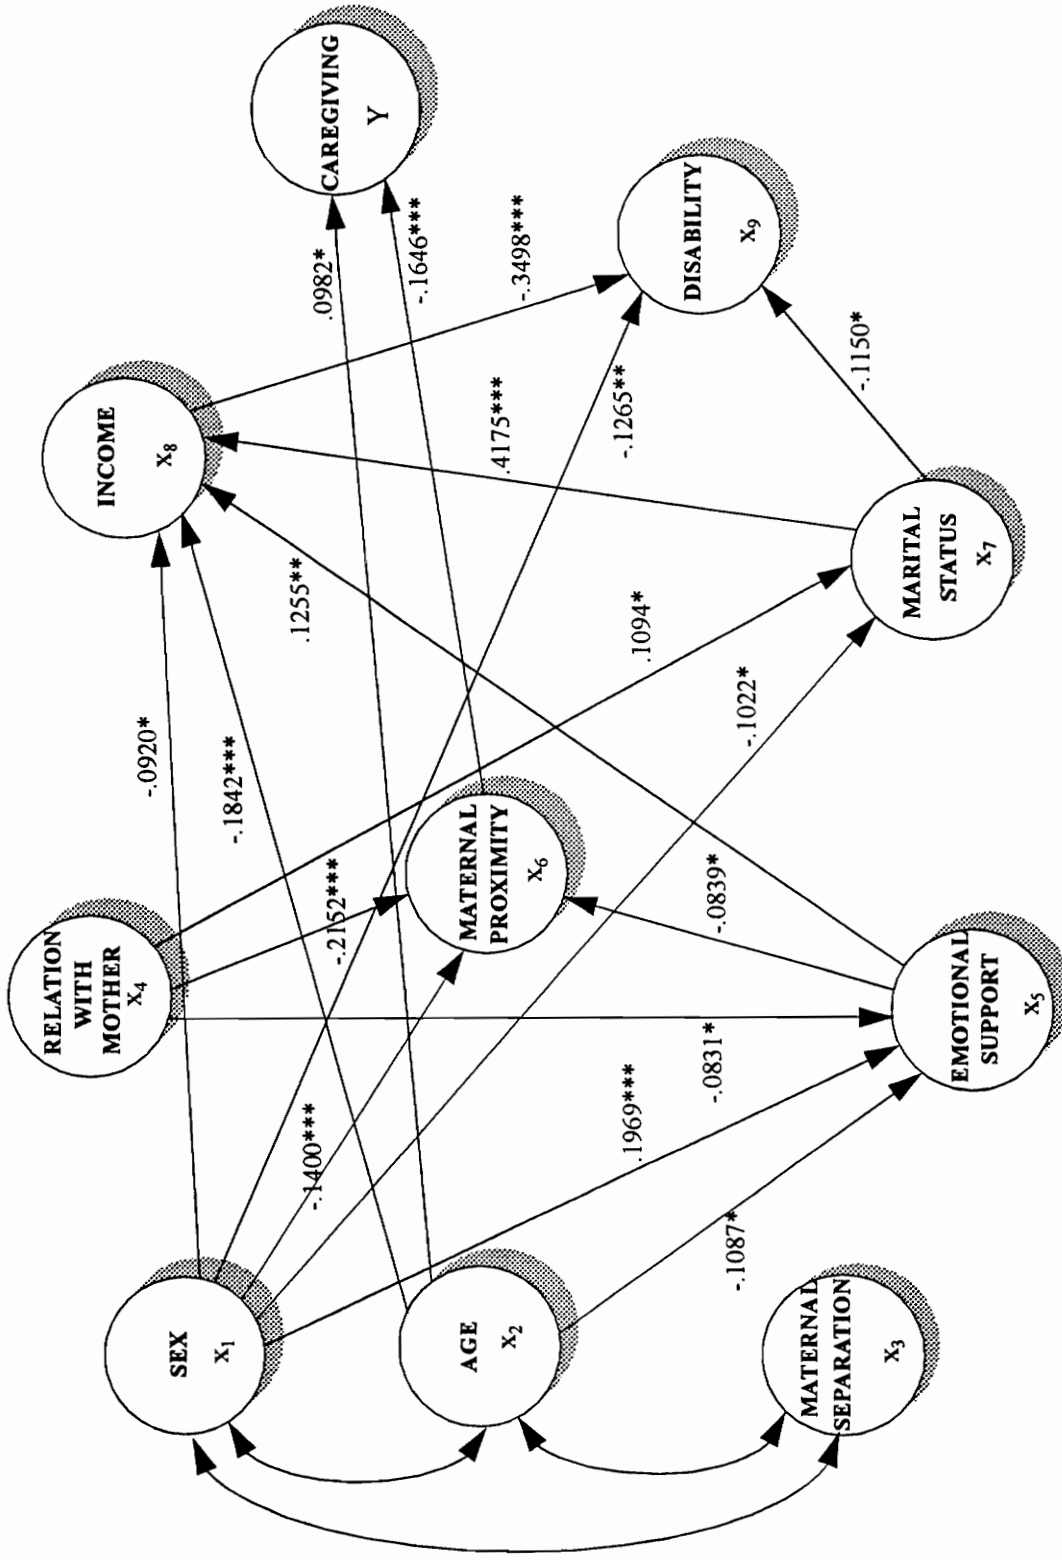 SEX
X1
AGE
X2
MATERNAL
SEPARATION
X3
RELATION
WITH
MOTHER
X4
EMOTIONAL
SUPPORT
X5
MATERNAL
PROXIMITY
X6
MARITAL
STATUS
X7
INCOME
X8
DISABILITY
X9
CAREGIVING
Y
-.0920*
-.1842***
-.2152***
-.1400***
.1969***
-.1087*
-.0831*
-.0839*
.1255**
.1094*
-.1022*
.4175***
-.1265**
-.1150*
.0982*
-.1646***
-.3498***